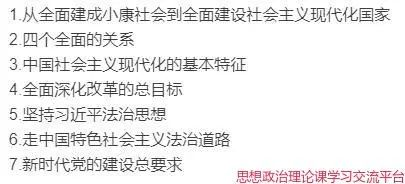 1.从全面建成小康社会到全面建设社会主义现代化国家
2.四个全面的关系
3.中国社会主义现代化的基本特征
4.全面深化改革的总目标
5.坚持习近平法治思想
6.走中国特色社会主义法治道路
7.新时代党的建设总要求
思想政治理论课学习交流平台